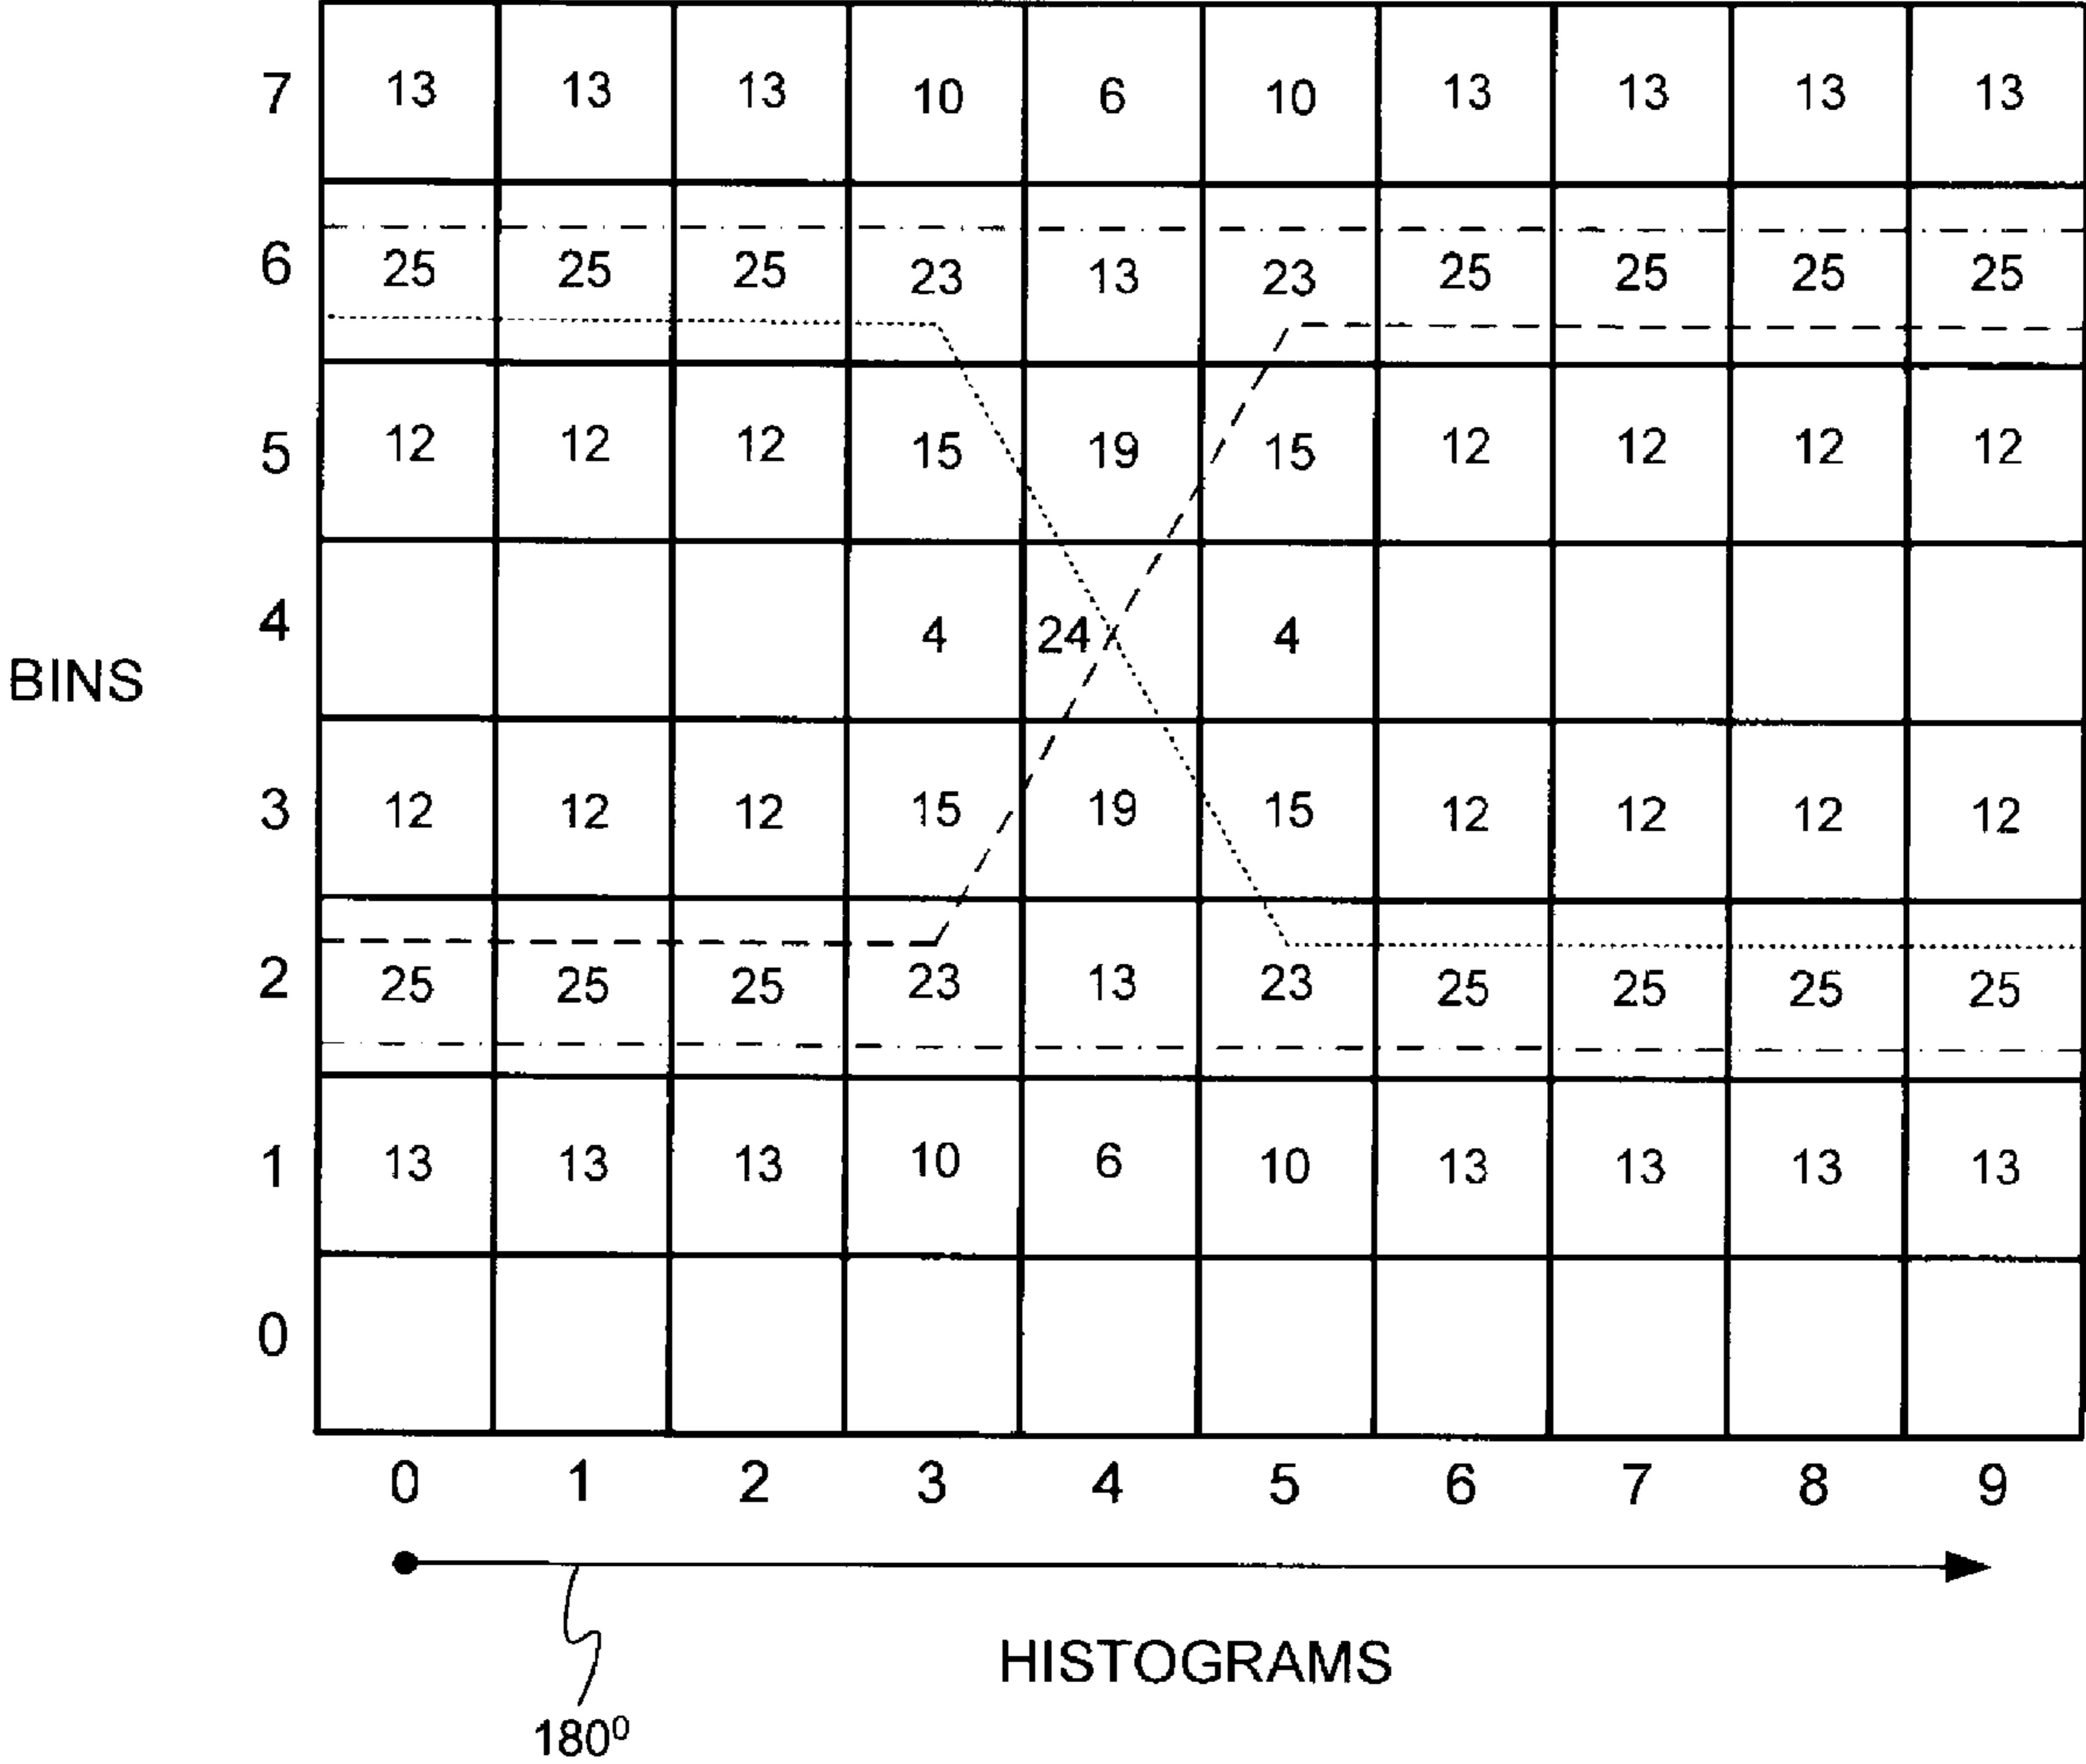 7 13 13 13 10 6 10 13 13 13 13
6 25 25 25 23 13 23 25 25 25 25
5 12 12 12 15 19 15 12 12 12 12
4 4 24 4
BINS
3 12 12 12 15 19 15 12 12 12 12
2 25 25 25 23 13 23 25 25 25 25
1 13 13 13 10 6 10 13 13 13 13
0
0 1 2 3 4 5 6 7 8 9
HISTOGRAMS
180⁰